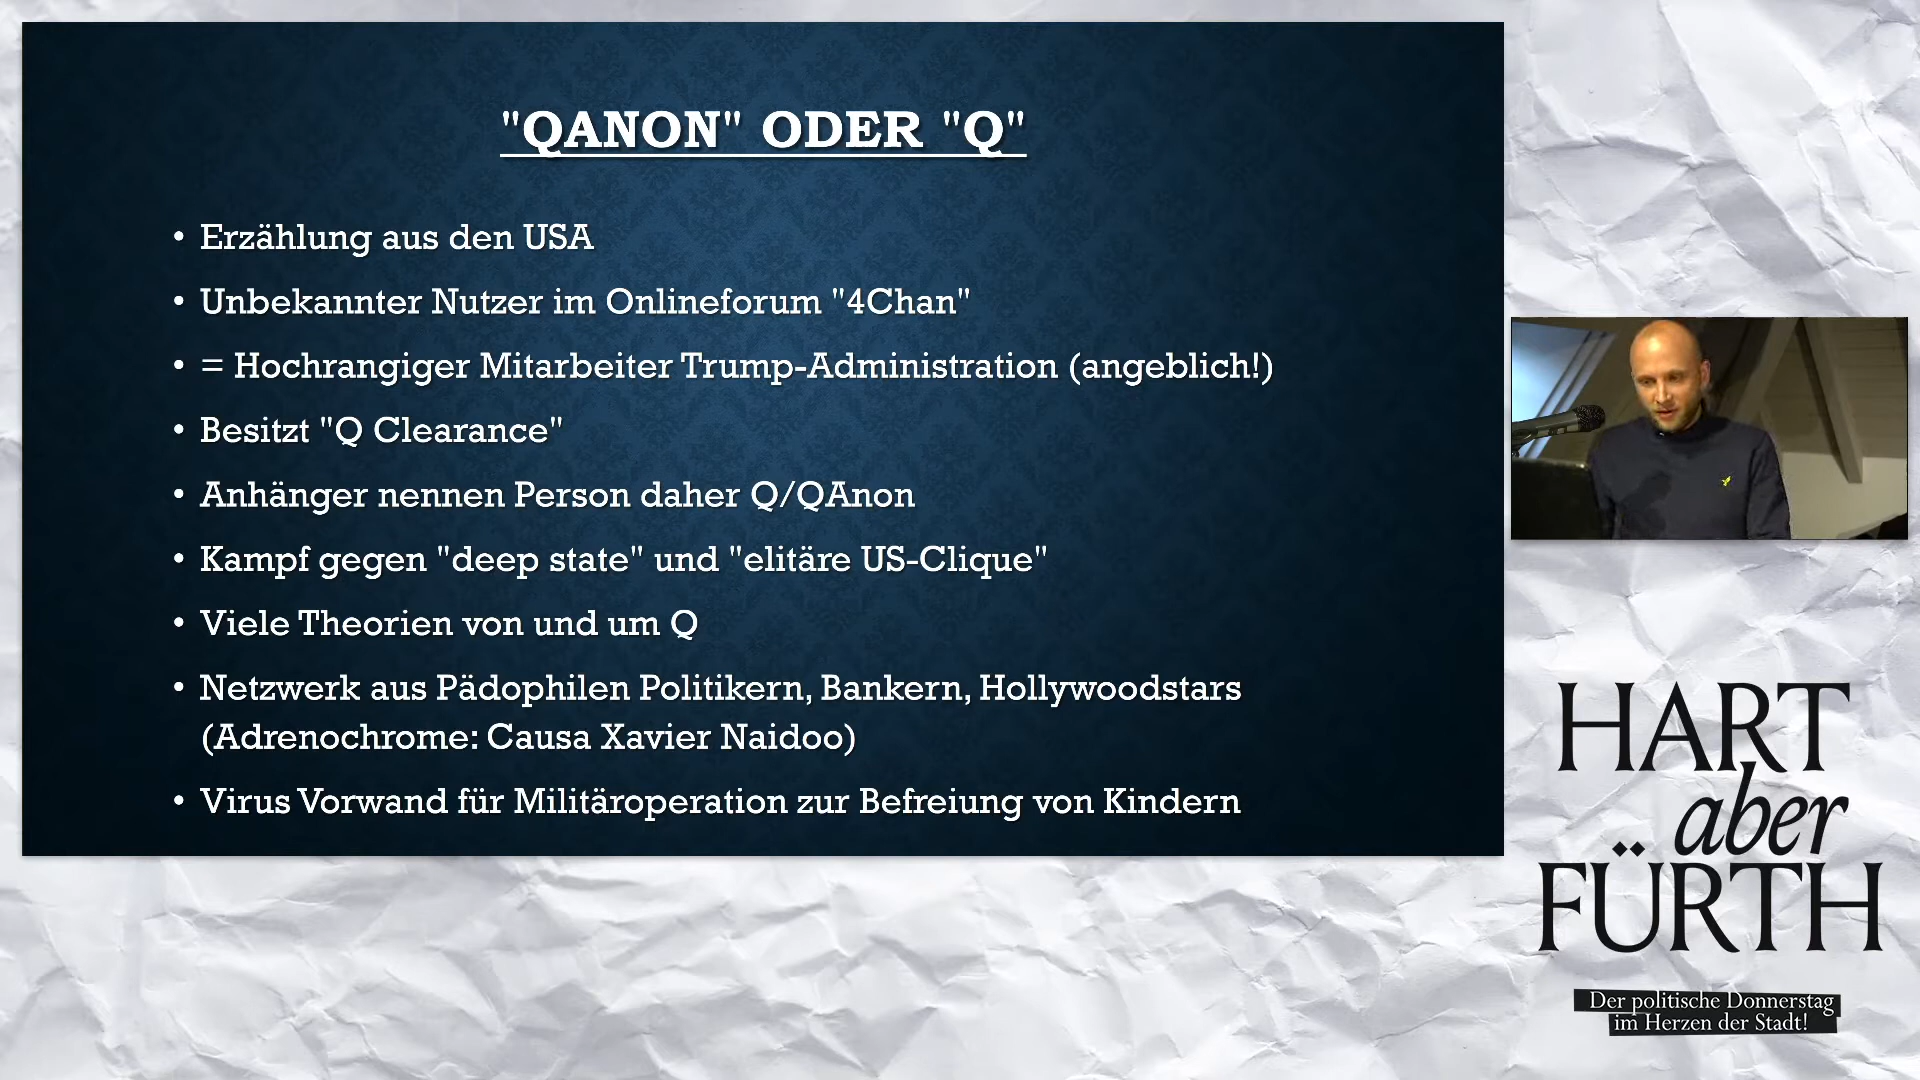 "QANON" ODER "Q"
• Erzählung aus den USA
• Unbekannter Nutzer im Onlineforum "4Chan"
• = Hochrangiger Mitarbeiter Trump-Administration (angeblich!)
• Besitzt "Q Clearance"
• Anhänger nennen Person daher Q/QAnon
• Kampf gegen "deep state" und "elitäre US-Clique"
• Viele Theorien von und um Q
• Netzwerk aus Pädophilen Politikern, Bankern, Hollywoodstars
(Adrenochrome: Causa Xavier Naidoo)
• Virus Vorwand für Militäroperation zur Befreiung von Kindern
HART
aber
FÜRTH
Der politische Donnerstag
im Herzen der Stadt!